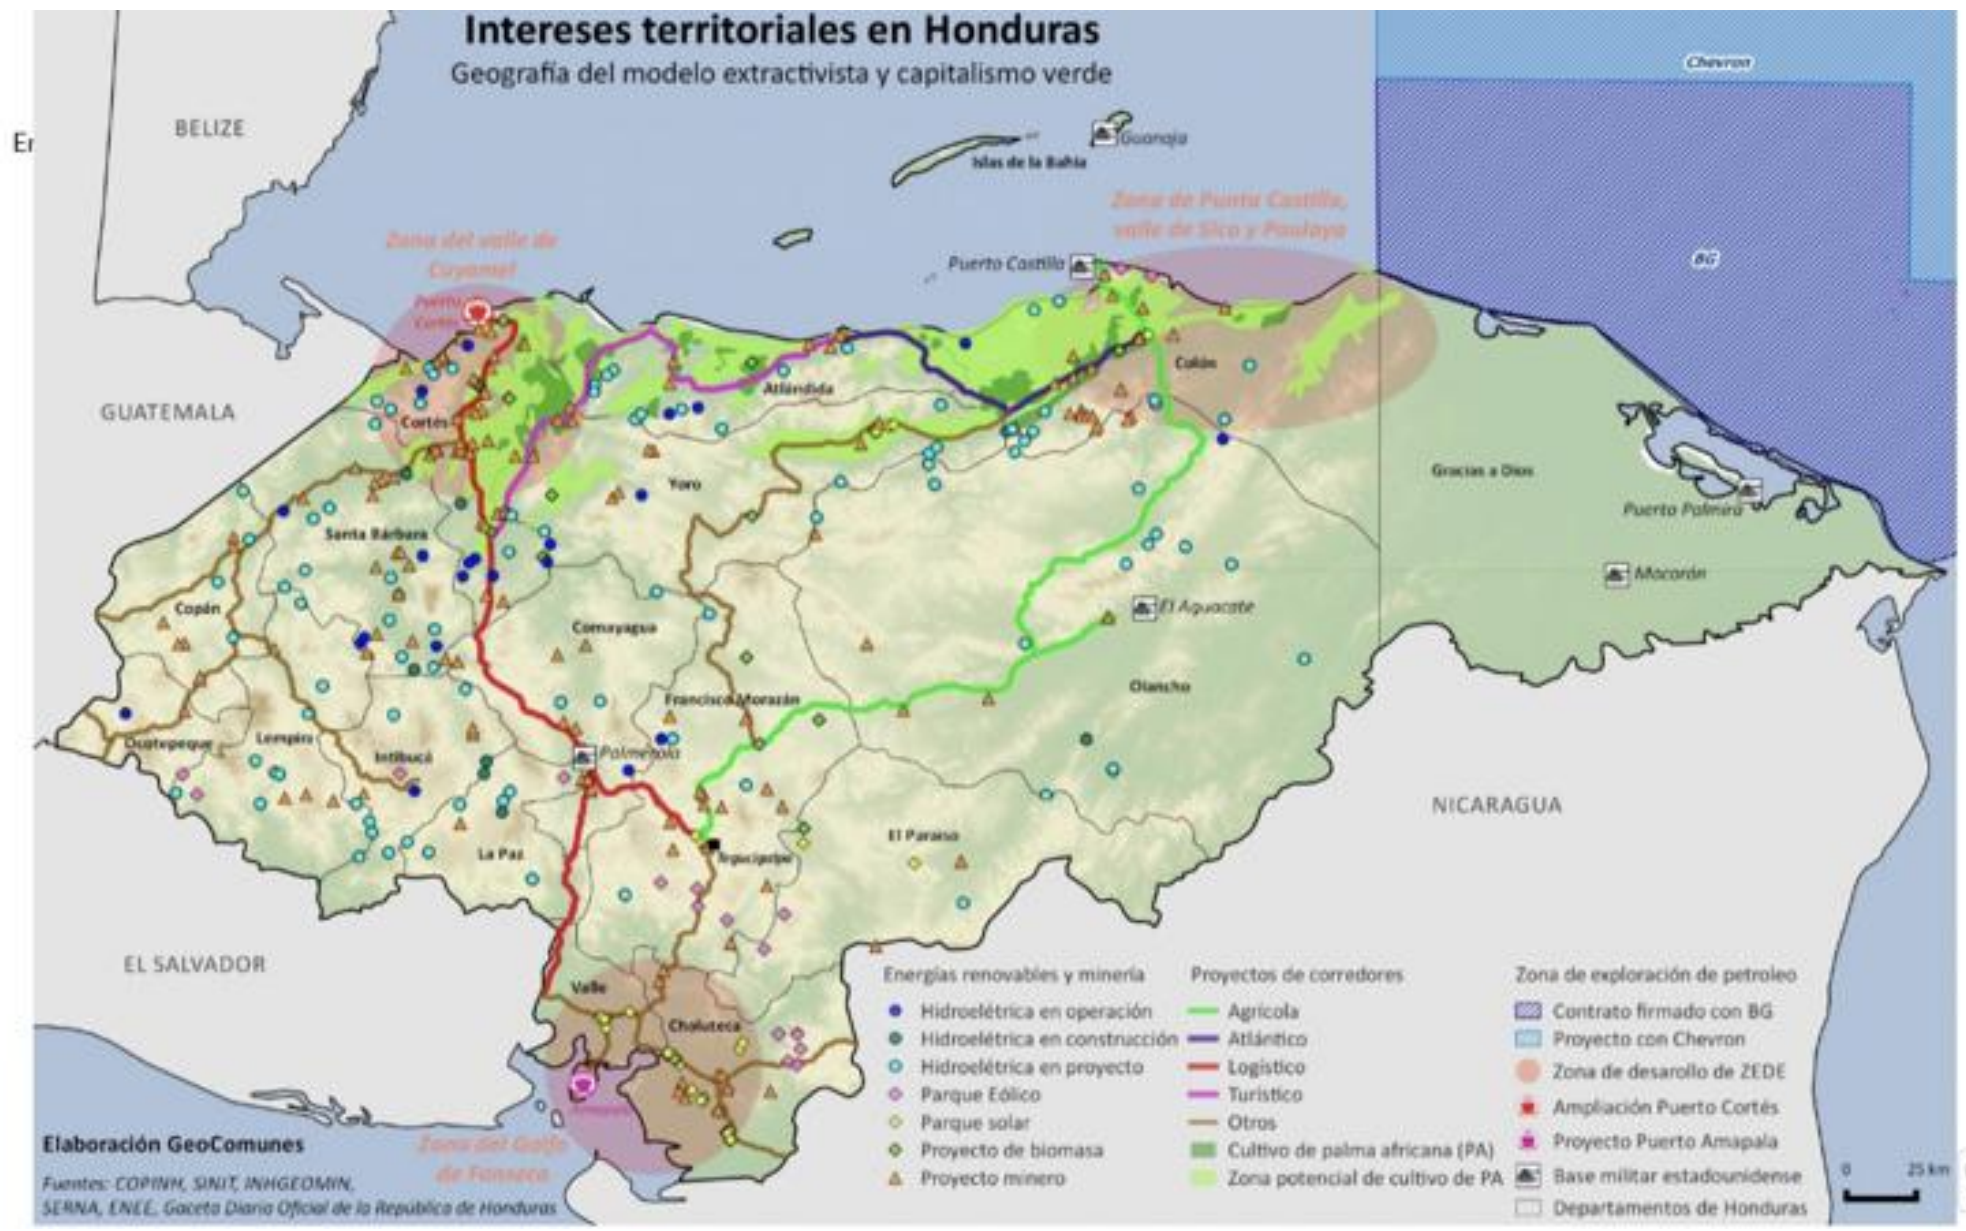 Intereses territoriales en Honduras
Geografía del modelo extractivista y capitalismo verde
Chevron
BELIZE
Er
Guanaja
Islas de la Bahía
Zona de Punta Castilla,
valle de Sico y Paulaya
Zona del valle de
Cuyamel
Puerto Castilla
BG
Puerto
Cortés
Colón
Atlántida
GUATEMALA
Cortés
Gracias a Dios
Yoro
Puerto Palmira
Santa Bárbara
Mocorón
El Aguacate
Copán
Comayagua
Olancho
Francisco Morazán
Ocotepeque
Lempira
Intibucá
Palmerola
NICARAGUA
El Paraiso
La Paz
Tegucigalpa
EL SALVADOR
Valle
Choluteca
Amapala
Zona del Golfo
de Fonseca
Energías renovables y minería
Hidroelétrica en operación
Hidroelétrica en construcción
Hidroelétrica en proyecto
Parque Eólico
Parque solar
Proyecto de biomasa
Proyecto minero
Proyectos de corredores
Agrícola
Atlántico
Logístico
Turístico
Otros
Cultivo de palma africana (PA)
Zona potencial de cultivo de PA
Zona de exploración de petroleo
Contrato firmado con BG
Proyecto con Chevron
Zona de desarollo de ZEDE
Ampliación Puerto Cortés
Proyecto Puerto Amapala
Base militar estadounidense
Departamentos de Honduras
0 25 km
Elaboración GeoComunes
Fuentes: COPINH, SINIT, INHGEOMIN,
SERNA, ENEE, Gaceta Diario Oficial de la República de Honduras